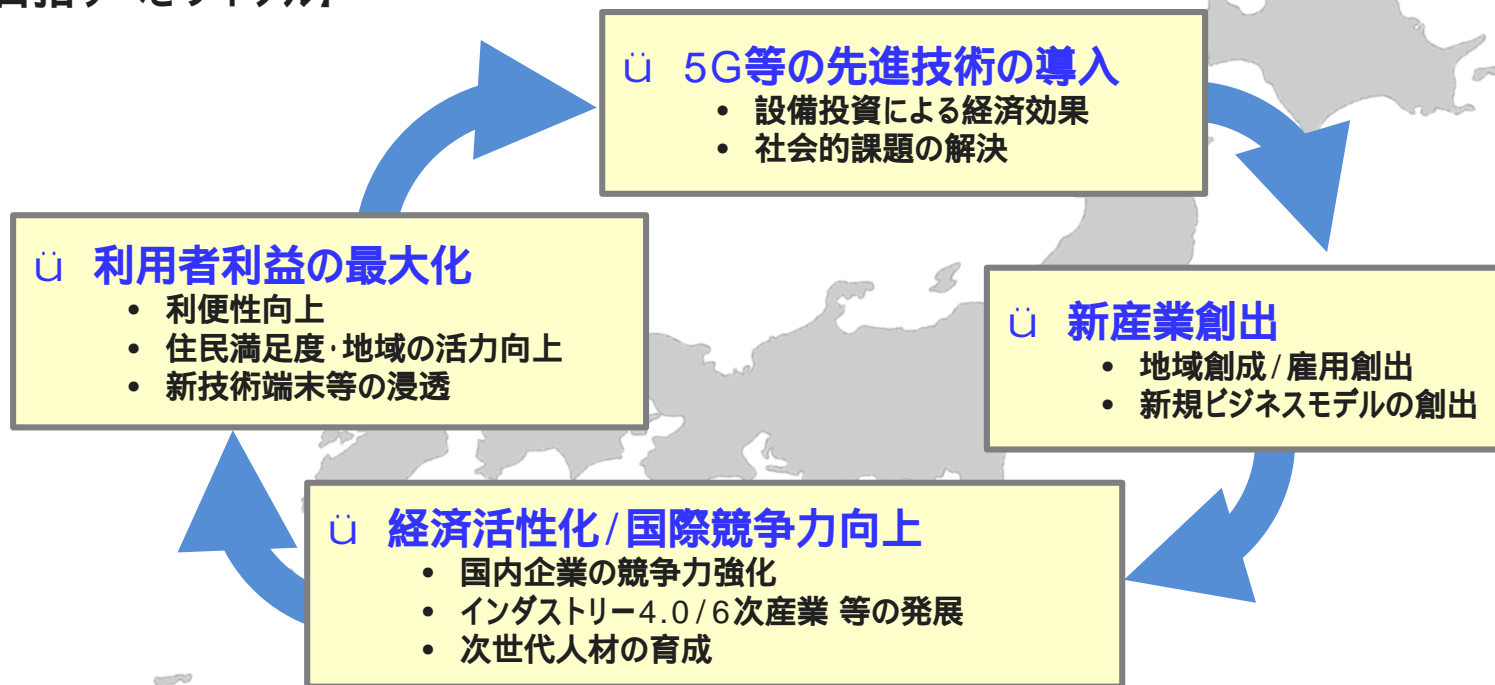 ü 5G等の先進技術の導入
• 設備投資による経済効果
• 社会的課題の解決
ü 利用者利益の最大化
• 利便性向上
• 住民満足度・地域の活力向上
• 新技術端末等の浸透
ü 新産業創出
• 地域創成/雇用創出
• 新規ビジネスモデルの創出
ü 経済活性化/国際競争力向上
• 国内企業の競争力強化
• インダストリー4.0/6次産業 等の発展
• 次世代人材の育成